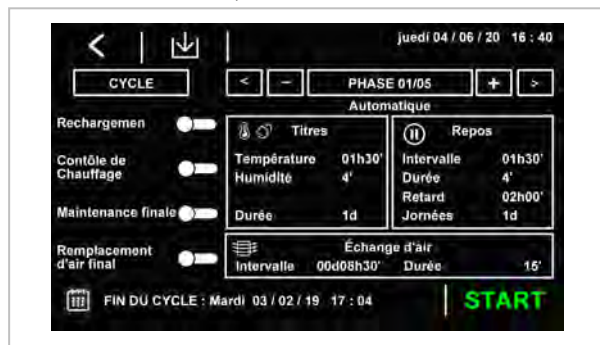 juedi 04 / 06 / 20 16 : 40
CYCLE
< − PHASE 01/05 + >
Automatique
Rechargemen
Contôle de
Chauffage
Maintenance finale
Remplacement
d'air final
Titres
Température 01h30'
Humidité 4'
Durée 1d
Repos
Intervalle 01h30'
Durée 4'
Retard 02h00'
Jornées 1d
Échange d'air
Intervalle 00d08h30' Durée 15'
FIN DU CYCLE : Mardi 03 / 02 / 19 17 : 04
START